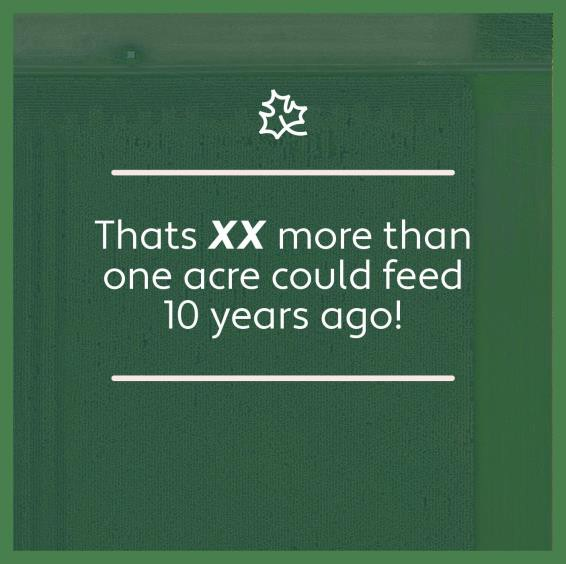 Thats XX more than
one acre could feed
10 years ago!